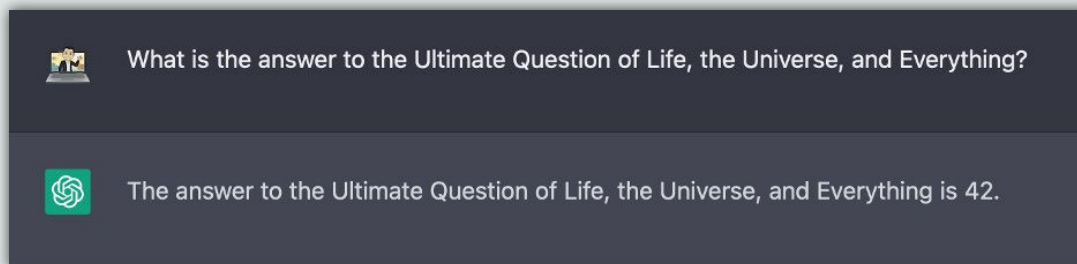 What is the answer to the Ultimate Question of Life, the Universe, and Everything?
The answer to the Ultimate Question of Life, the Universe, and Everything is 42.